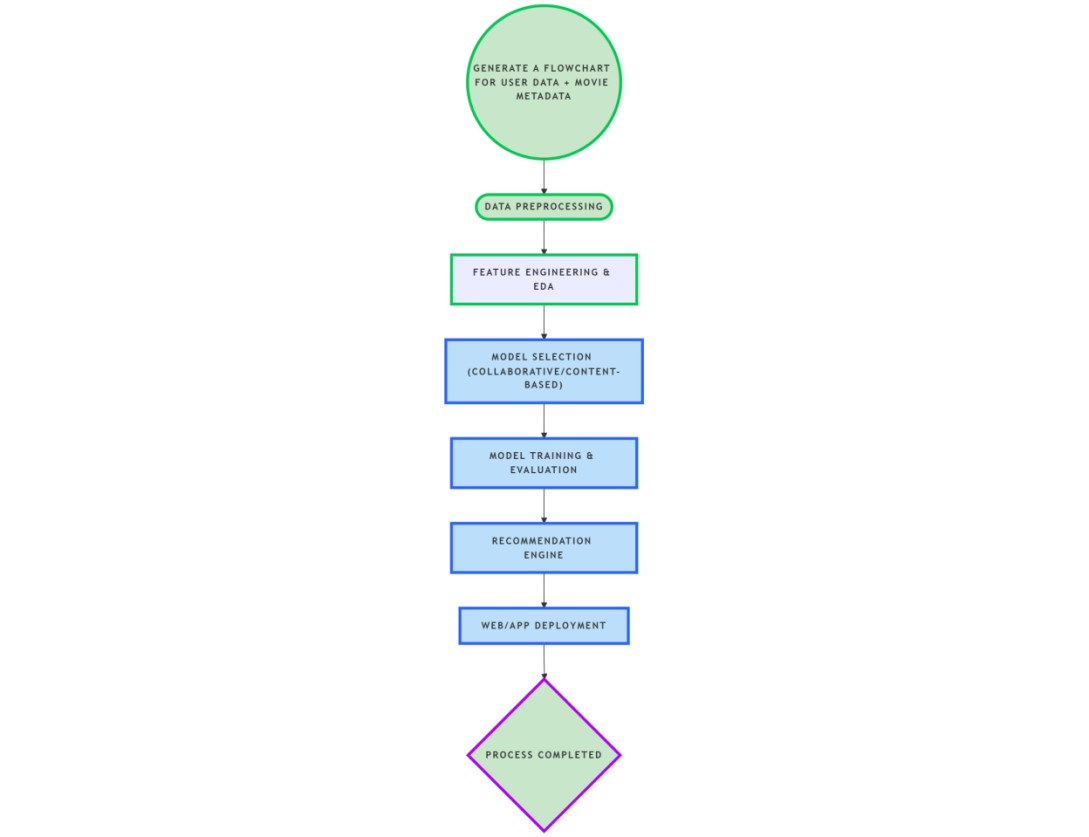 GENERATE A FLOWCHART
FOR USER DATA + MOVIE
METADATA
DATA PREPROCESSING
FEATURE ENGINEERING &
EDA
MODEL SELECTION
(COLLABORATIVE/CONTENT-
BASED)
MODEL TRAINING &
EVALUATION
RECOMMENDATION
ENGINE
WEB/APP DEPLOYMENT
PROCESS COMPLETED